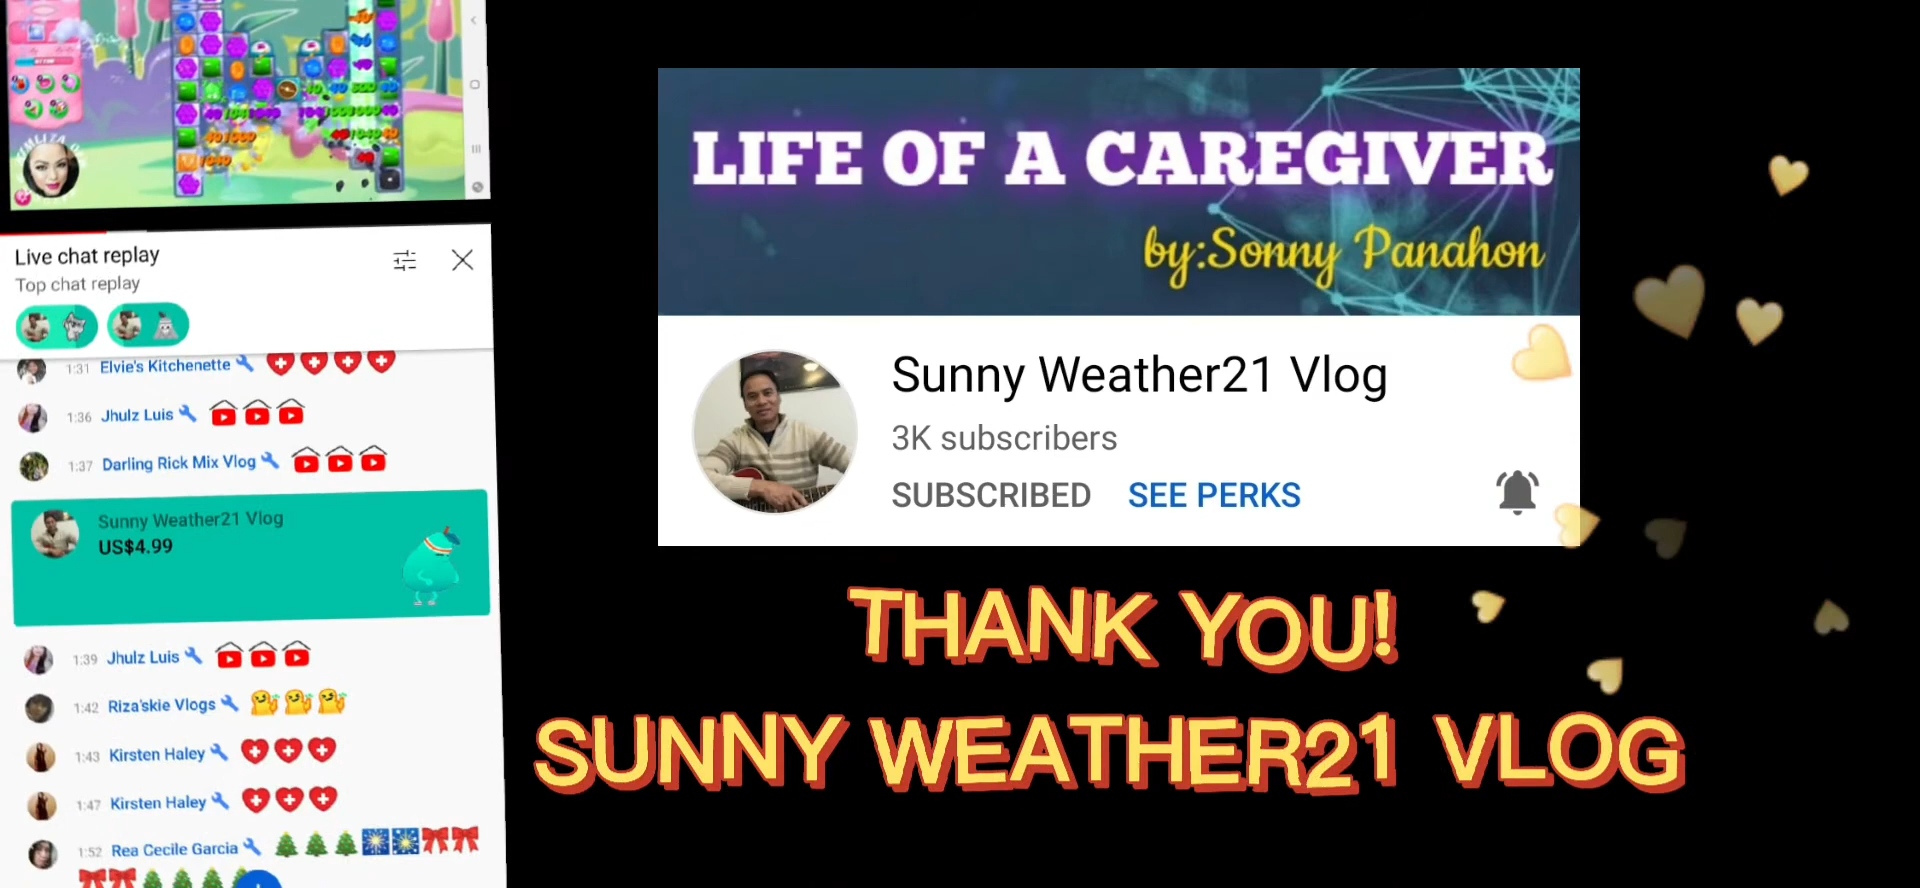 Live chat replay
Top chat replay
1:31 Elvie's Kitchenette
1:36 Jhulz Luis
1:37 Darling Rick Mix Vlog
Sunny Weather21 Vlog
US$4.99
1:39 Jhulz Luis
1:42 Riza'skie Vlogs
1:43 Kirsten Haley
1:47 Kirsten Haley
1:52 Rea Cecile Garcia
LIFE OF A CAREGIVER
by:Sonny Panahon
Sunny Weather21 Vlog
3K subscribers
SUBSCRIBED SEE PERKS
THANK YOU!
SUNNY WEATHER21 VLOG